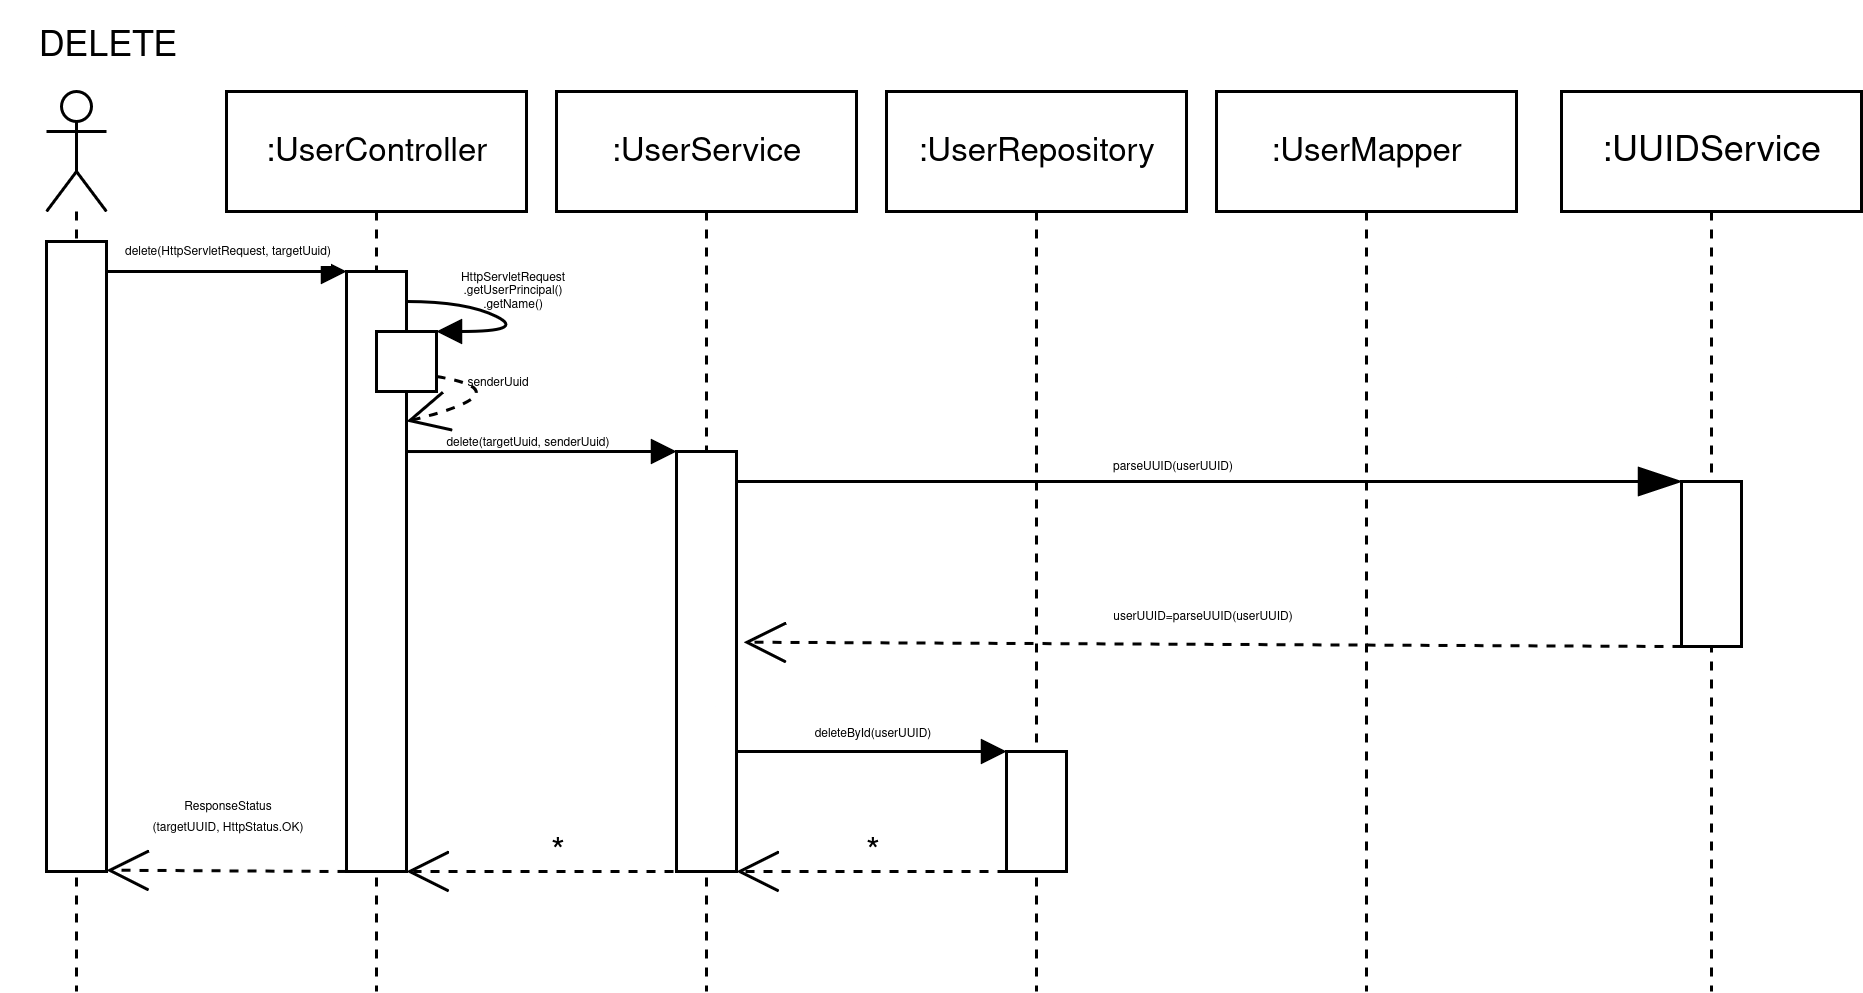 DELETE
:UserController
:UserService
:UserRepository
:UserMapper
:UUIDService
delete(HttpServletRequest, targetUuid)
HttpServletRequest
.getUserPrincipal()
.getName()
senderUuid
delete(targetUuid, senderUuid)
parseUUID(userUUID)
userUUID=parseUUID(userUUID)
deleteById(userUUID)
ResponseStatus
(targetUUID, HttpStatus.OK)
*
*